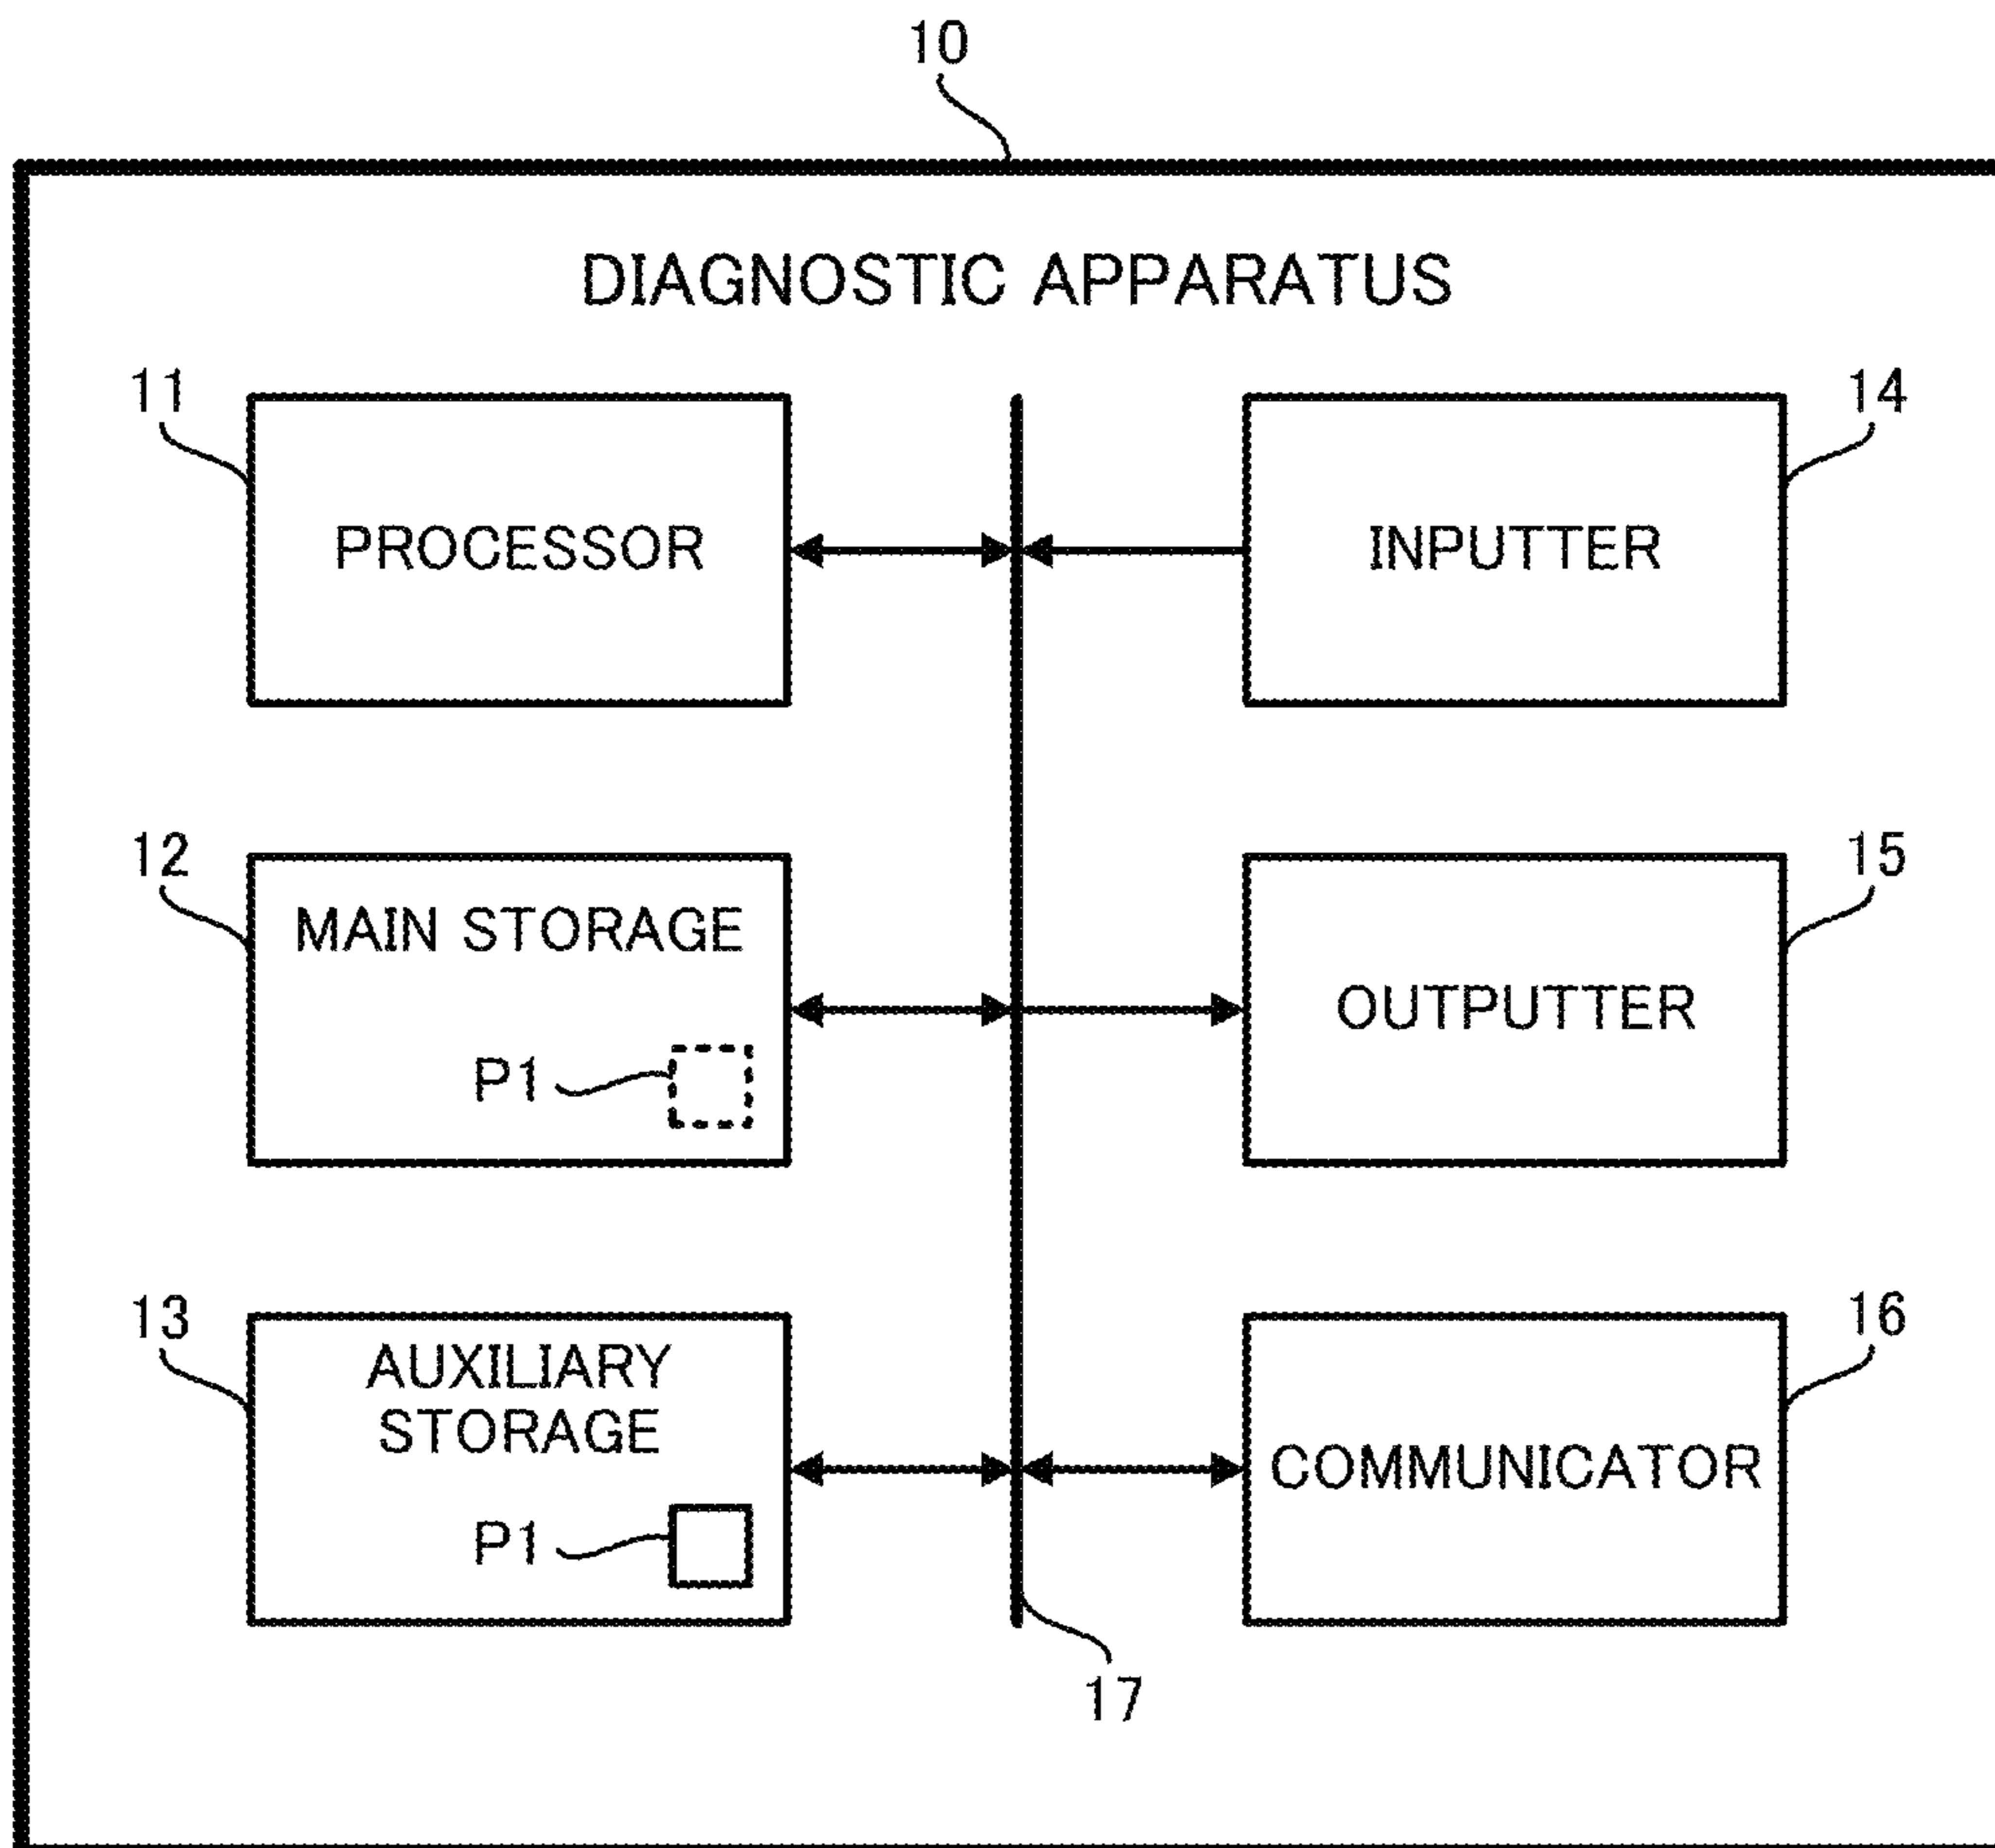 10
DIAGNOSTIC APPARATUS
11
PROCESSOR
14
INPUTTER
12
MAIN STORAGE
P1
15
OUTPUTTER
13
AUXILIARY
STORAGE
P1
16
COMMUNICATOR
17